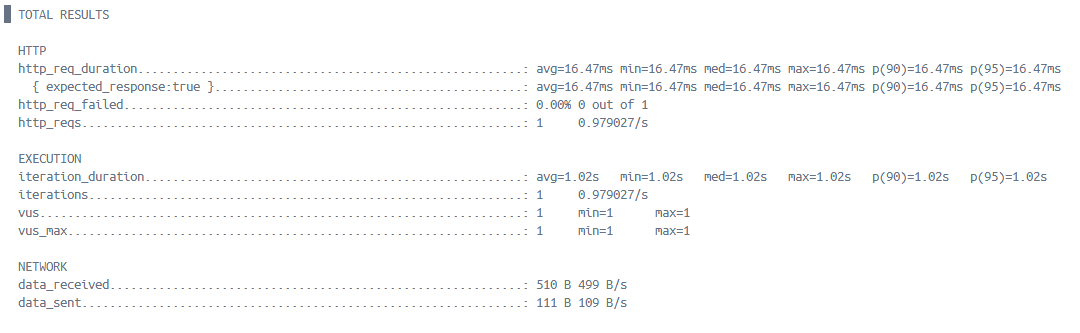 TOTAL RESULTS
HTTP
http_req_duration.......................................................: avg=16.47ms min=16.47ms med=16.47ms max=16.47ms p(90)=16.47ms p(95)=16.47ms
{ expected_response:true }............................................: avg=16.47ms min=16.47ms med=16.47ms max=16.47ms p(90)=16.47ms p(95)=16.47ms
http_req_failed.........................................................: 0.00% 0 out of 1
http_reqs...............................................................: 1 0.979027/s
EXECUTION
iteration_duration......................................................: avg=1.02s min=1.02s med=1.02s max=1.02s p(90)=1.02s p(95)=1.02s
iterations..............................................................: 1 0.979027/s
vus.....................................................................: 1 min=1 max=1
vus_max.................................................................: 1 min=1 max=1
NETWORK
data_received...........................................................: 510 B 499 B/s
data_sent...............................................................: 111 B 109 B/s